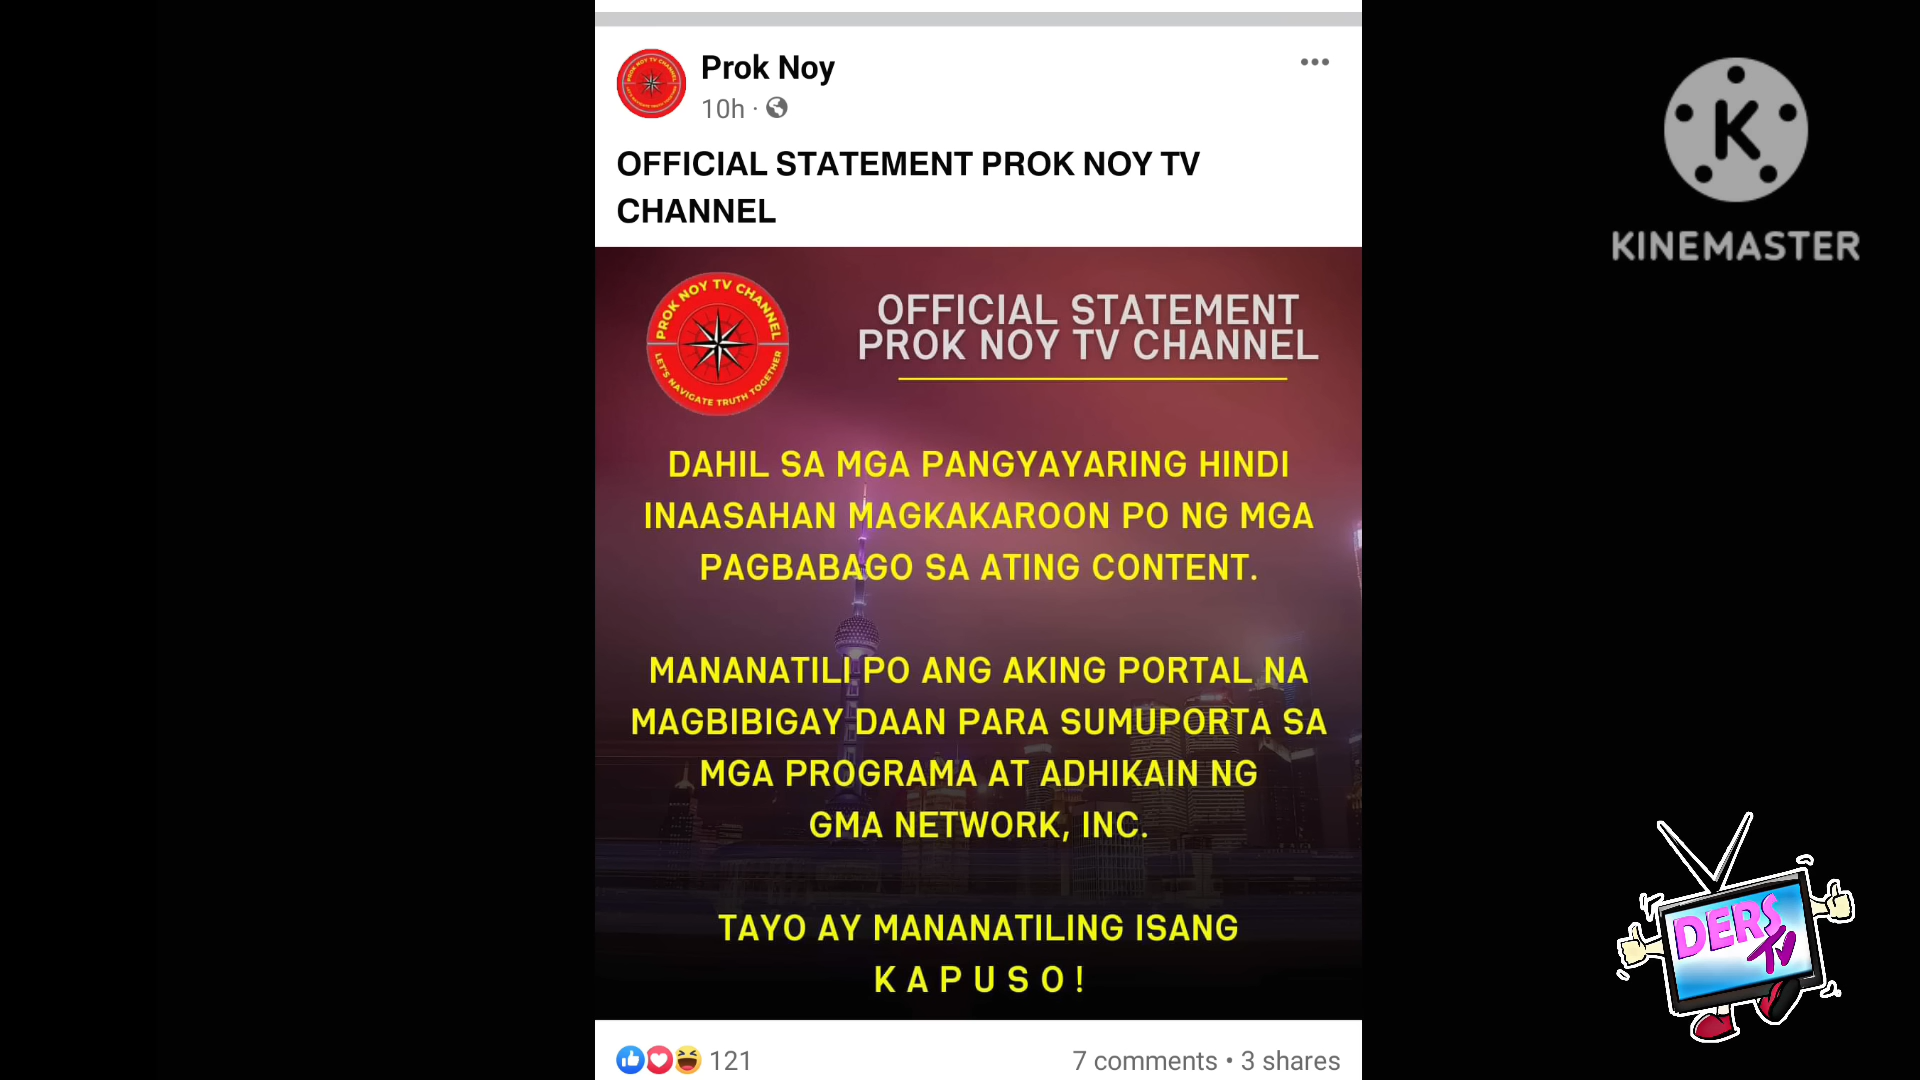 Prok Noy
10h ·
OFFICIAL STATEMENT PROK NOY TV
CHANNEL
PROK NOY TV CHANNEL
LET'S NAVIGATE TRUTH TOGETHER
OFFICIAL STATEMENT
PROK NOY TV CHANNEL
DAHIL SA MGA PANGYAYARING HINDI
INAASAHAN MAGKAKAROON PO NG MGA
PAGBABAGO SA ATING CONTENT.
MANANATILI PO ANG AKING PORTAL NA
MAGBIBIGAY DAAN PARA SUMUPORTA SA
MGA PROGRAMA AT ADHIKAIN NG
GMA NETWORK, INC.
TAYO AY MANANATILING ISANG
K A P U S O !
121
7 comments • 3 shares
K
KINEMASTER
DERS
TV